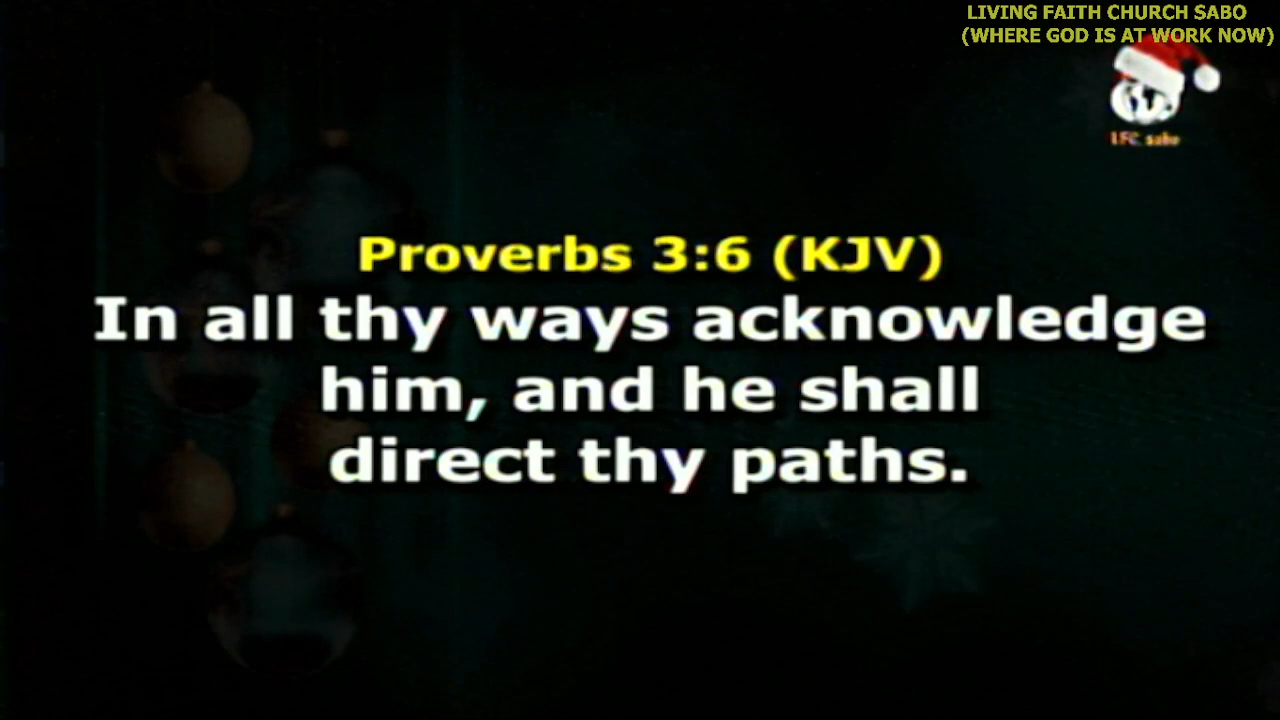 LIVING FAITH CHURCH SABO
(WHERE GOD IS AT WORK NOW)
LFC sabo
Proverbs 3:6 (KJV)
In all thy ways acknowledge
him, and he shall
direct thy paths.